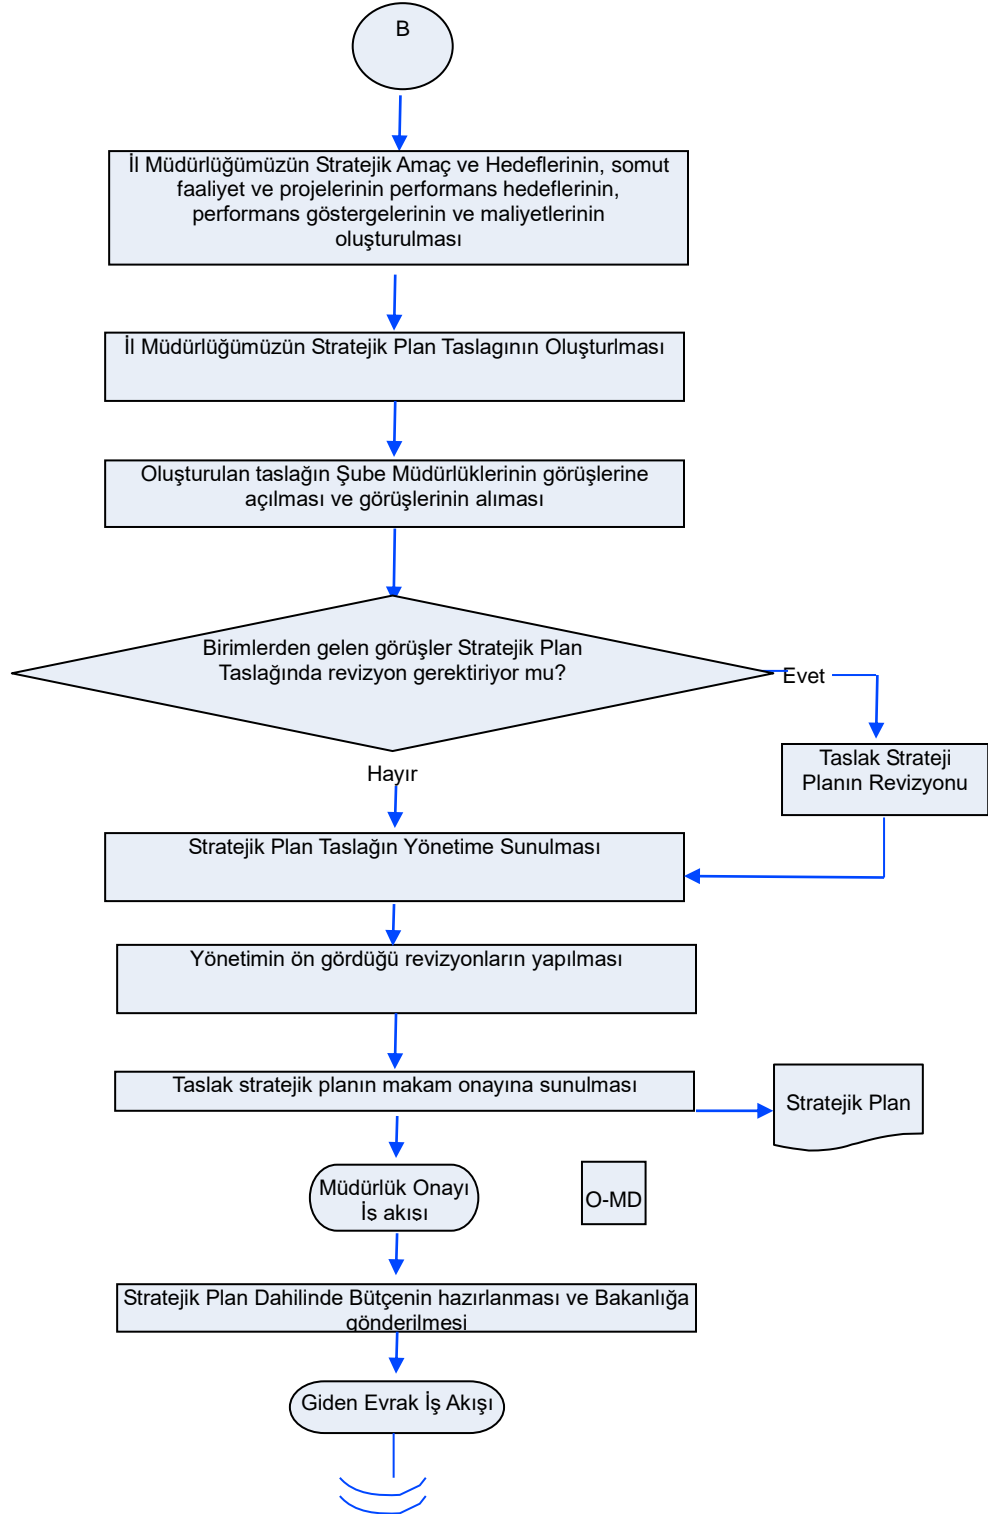 B
İl Müdürlüğümüzün Stratejik Amaç ve Hedeflerinin, somut
faaliyet ve projelerinin performans hedeflerinin,
performans göstergelerinin ve maliyetlerinin
oluşturulması
İl Müdürlüğümüzün Stratejik Plan Taslagının Oluşturlması
Oluşturulan taslağın Şube Müdürlüklerinin görüşlerine
açılması ve görüşlerinin alıması
Birimlerden gelen görüşler Stratejik Plan
Taslağında revizyon gerektiriyor mu?
Evet
Hayır
Taslak Strateji
Planın Revizyonu
Stratejik Plan Taslağın Yönetime Sunulması
Yönetimin ön gördüğü revizyonların yapılması
Taslak stratejik planın makam onayına sunulması
Stratejik Plan
Müdürlük Onayı
İş akışı
O-MD
Stratejik Plan Dahilinde Bütçenin hazırlanması ve Bakanlığa
gönderilmesi
Giden Evrak İş Akışı